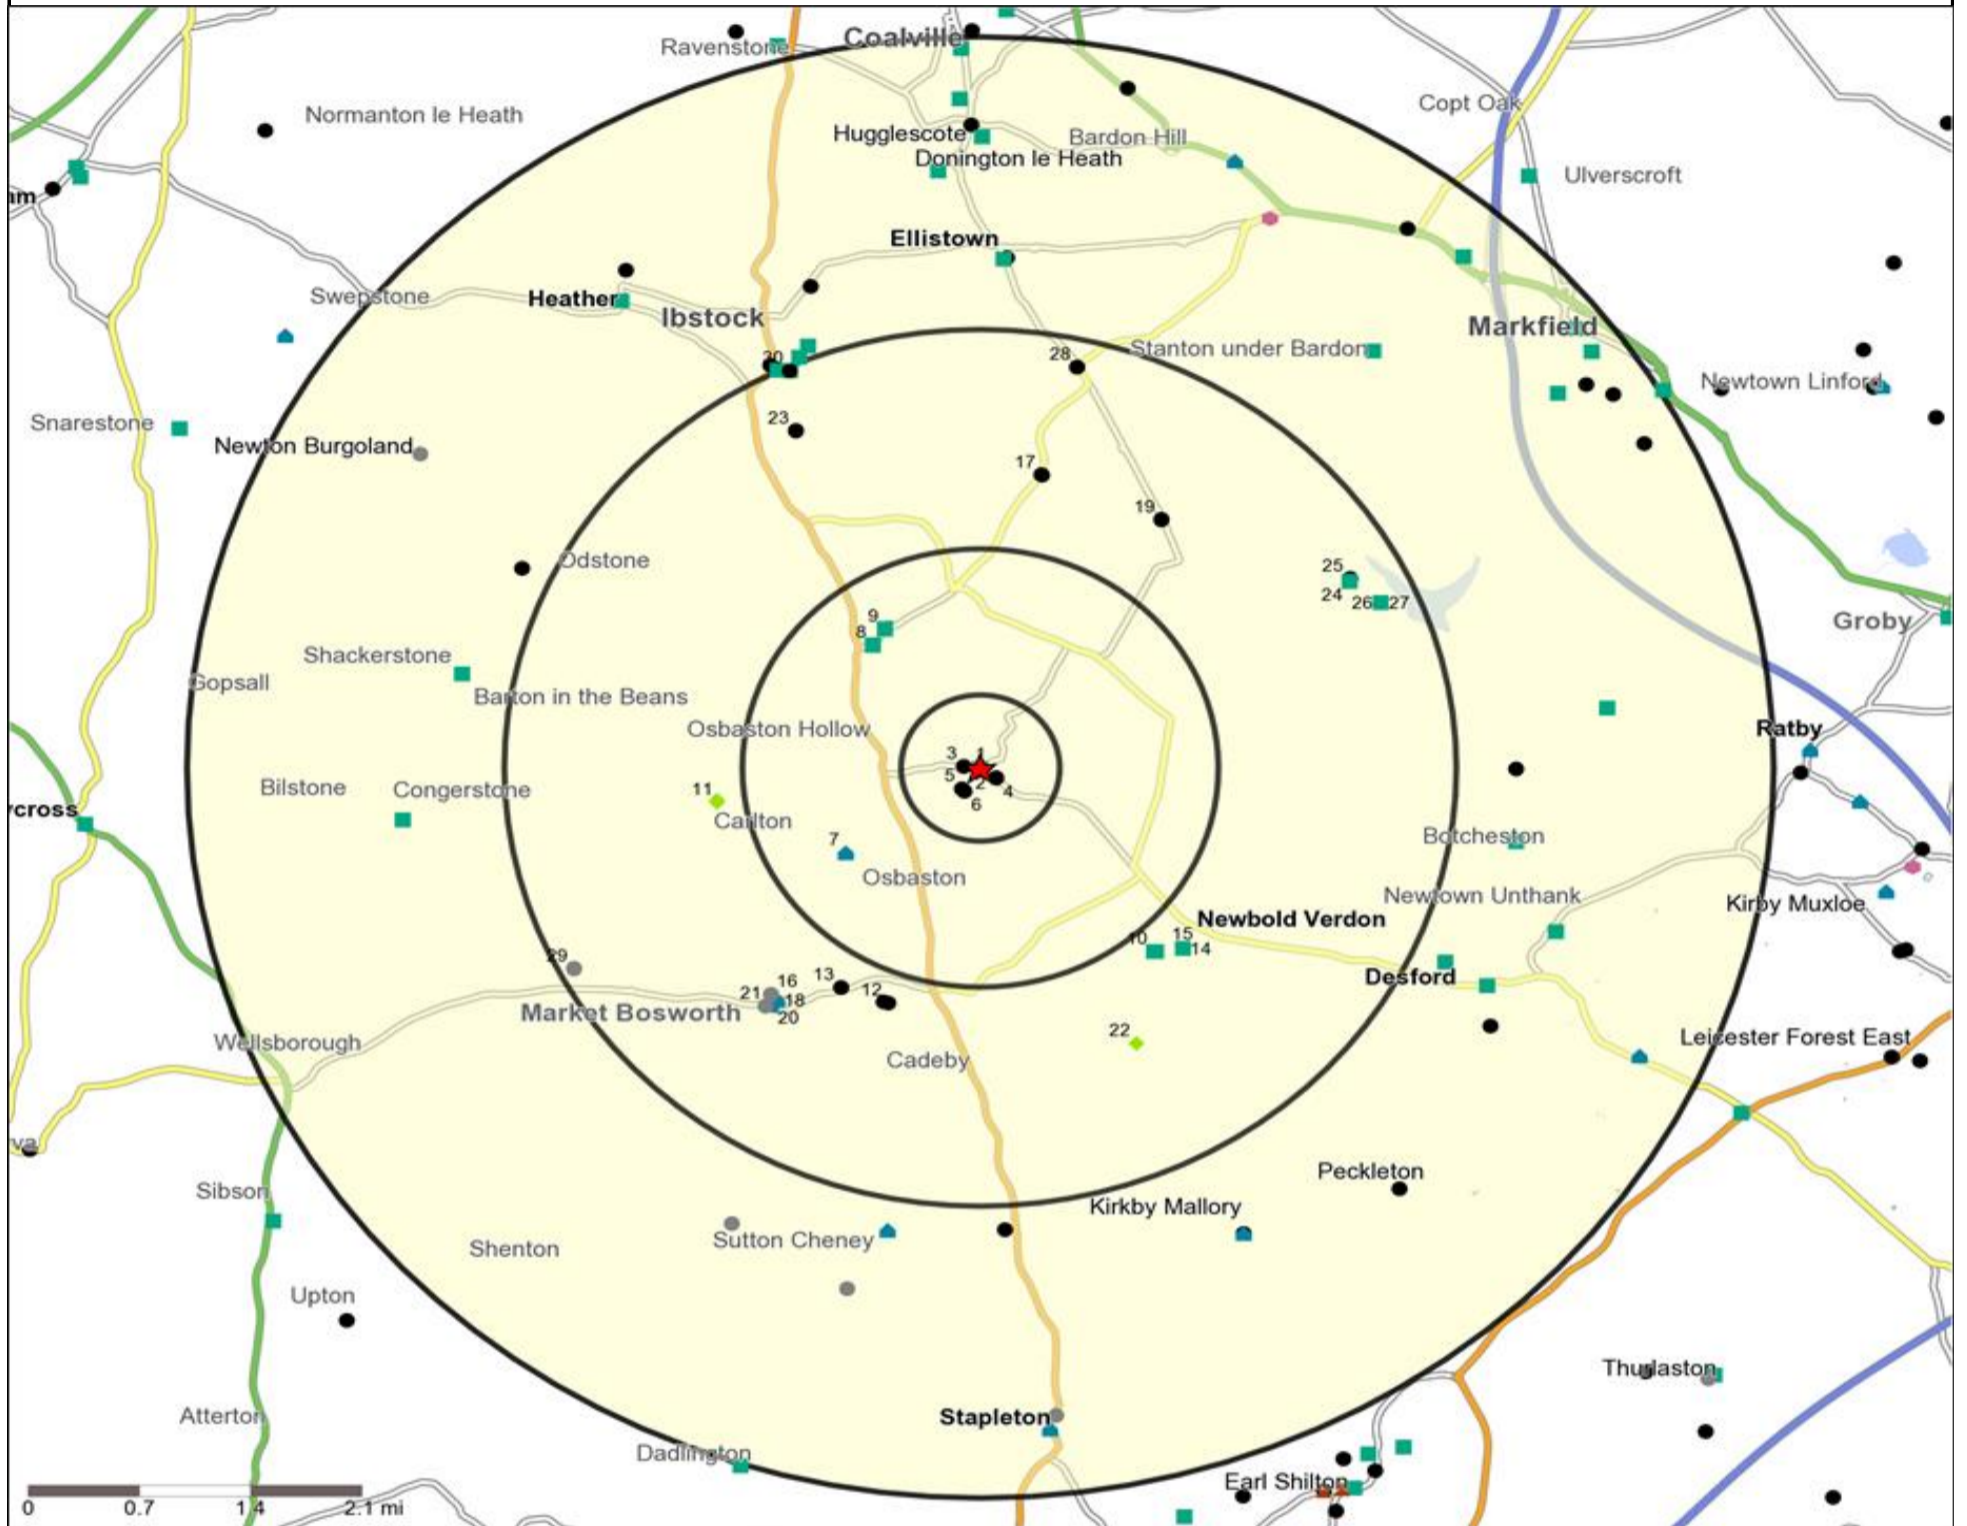 Coalville
Ravenstone
Copt Oak
Normanton le Heath
Hugglescote
Bardon Hill
Donington le Heath
Ulverscroft
am
Ellistown
Swepstone
Heather
Ibstock
Markfield
Stanton under Bardon
28
30
Newtown Linford
Snarestone
23
Newton Burgoland
17
19
Odstone
25
24
26 27
9
8
Groby
Shackerstone
Gopsall
Barton in the Beans
Osbaston Hollow
Ratby
3 1
5 2 4
6
Bilstone
Congerstone
11
ycross
Carlton
7
Botcheston
Osbaston
Newtown Unthank
Kirby Muxloe
Newbold Verdon
10 15
14
29
Desford
13
16
21 18
12
20
Market Bosworth
22
Wellsborough
Leicester Forest East
Cadeby
va
Peckleton
Sibson
Kirkby Mallory
Sutton Cheney
Shenton
Upton
Thurlaston
Atterton
Stapleton
Dadlington
Earl Shilton
0 0.7 1.4 2.1 mi